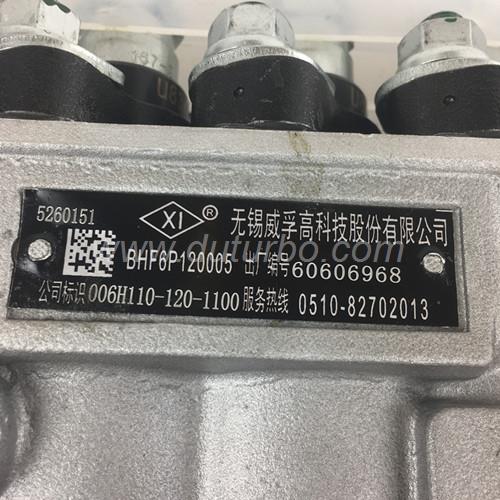 167
5260151
XI ® 无锡威孚高科技股份有限公司
BHF6P120005 出厂编号 60606968
www.duturbo.com
公司标识 006H110-120-1100 服务热线 0510-82702013